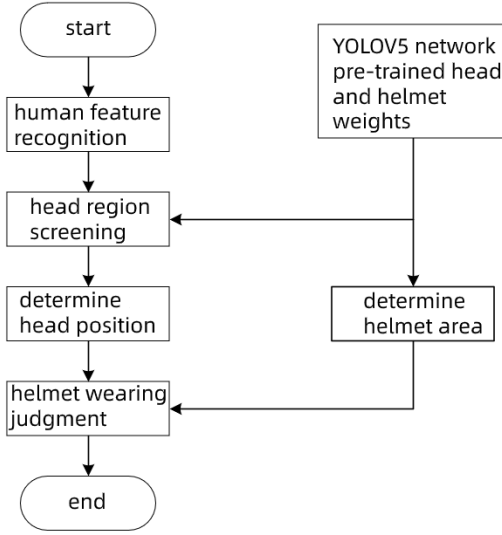 start
human feature
recognition
head region
screening
determine
head position
helmet wearing
judgment
end
YOLOV5 network
pre-trained head
and helmet
weights
determine
helmet area